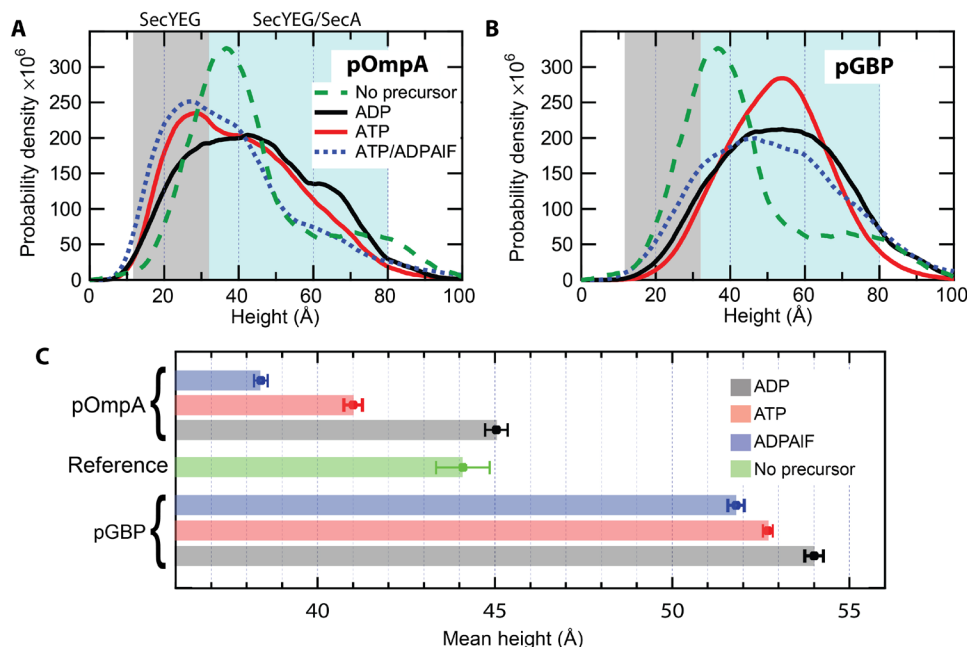 SecYEG SecYEG/SecA
A B
pOmpA
No precursor
ADP
ATP
ATP/ADPAlF
Probability density ×10⁶
300
250
200
150
100
50
0
0 20 40 60 80 100
Height (Å)
pGBP
Probability density ×10⁶
300
250
200
150
100
50
0
0 20 40 60 80 100
Height (Å)
C
pOmpA
Reference
pGBP
ADP
ATP
ADPAlF
No precursor
40 45 50 55
Mean height (Å)